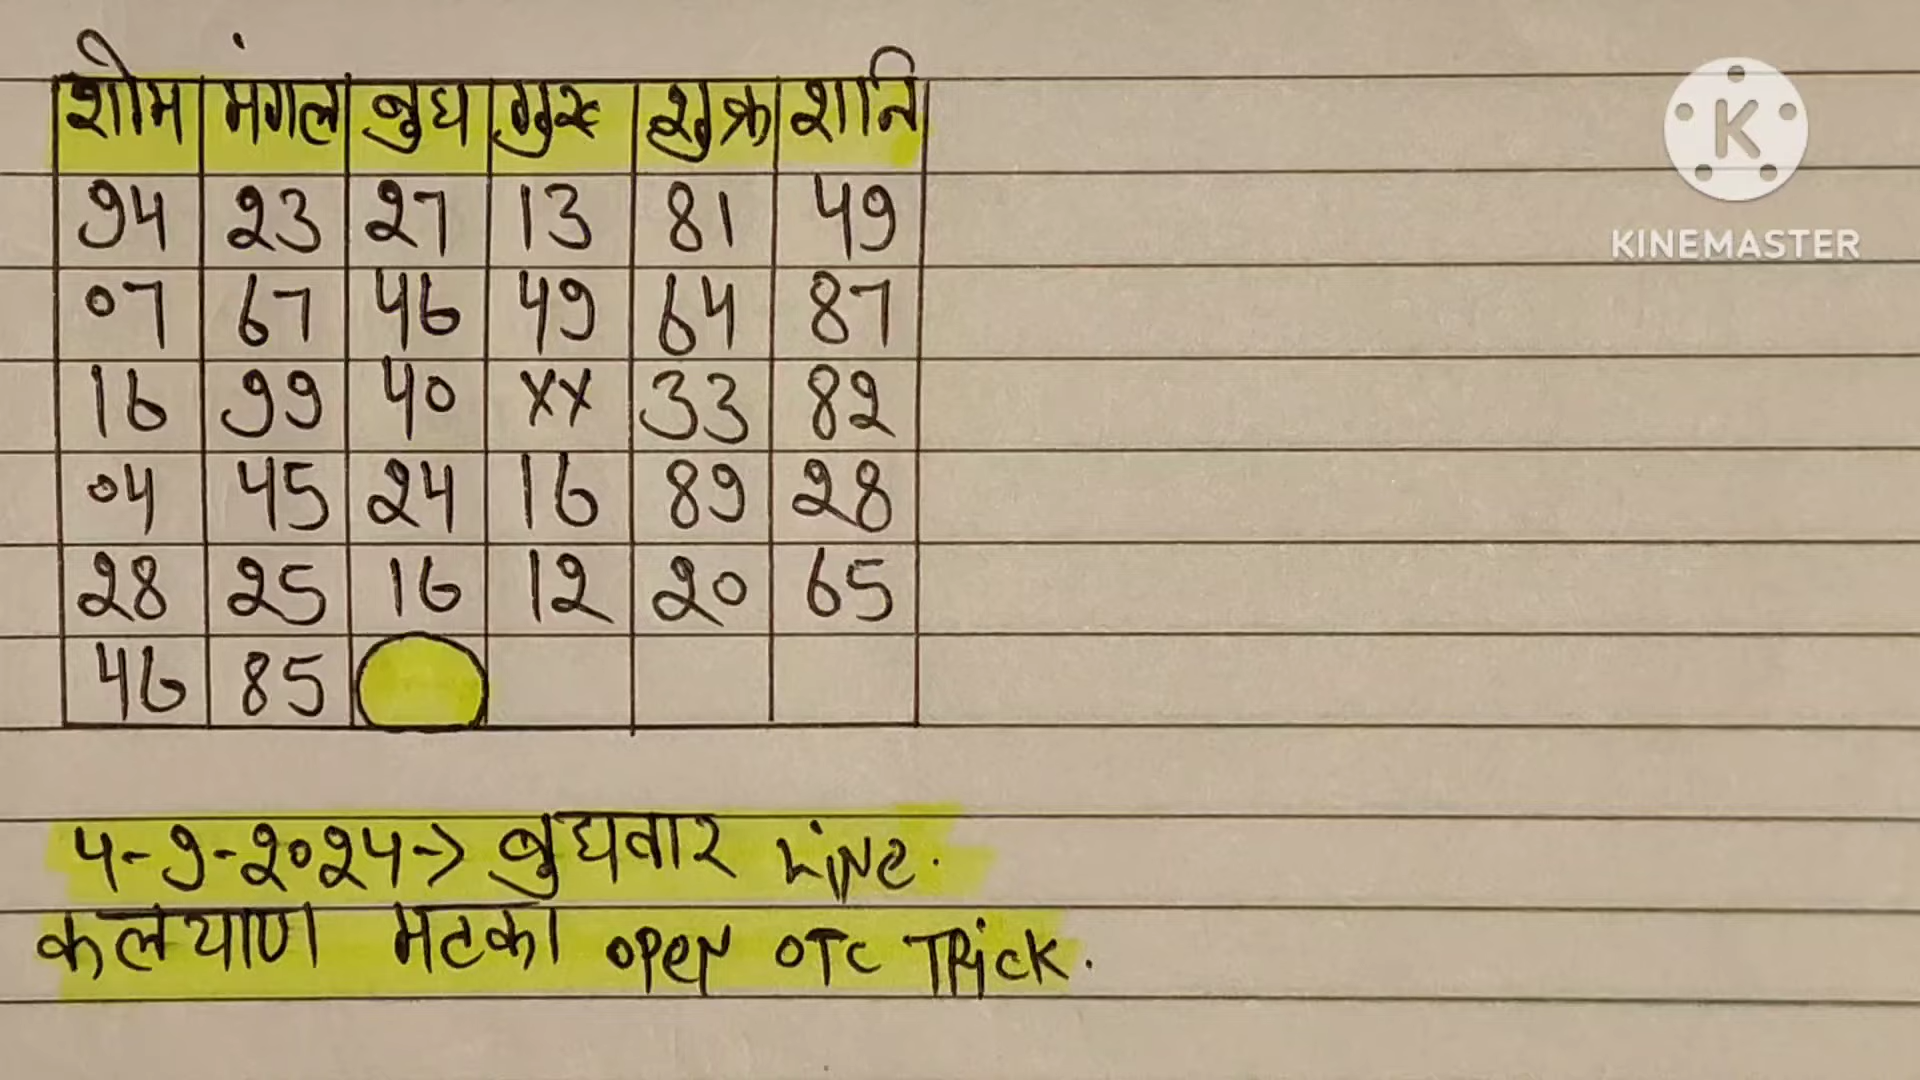 शोम मंगल बुध गुरु शुक्र शनि
94 23 27 13 81 49
07 67 46 49 64 87
16 99 40 XX 33 82
04 45 24 16 89 28
28 25 16 12 20 65
46 85
4-9-2024-> बुधवार LiNe.
कलयाण मटका OPeN OTC TRicK.
K
KINEMASTER